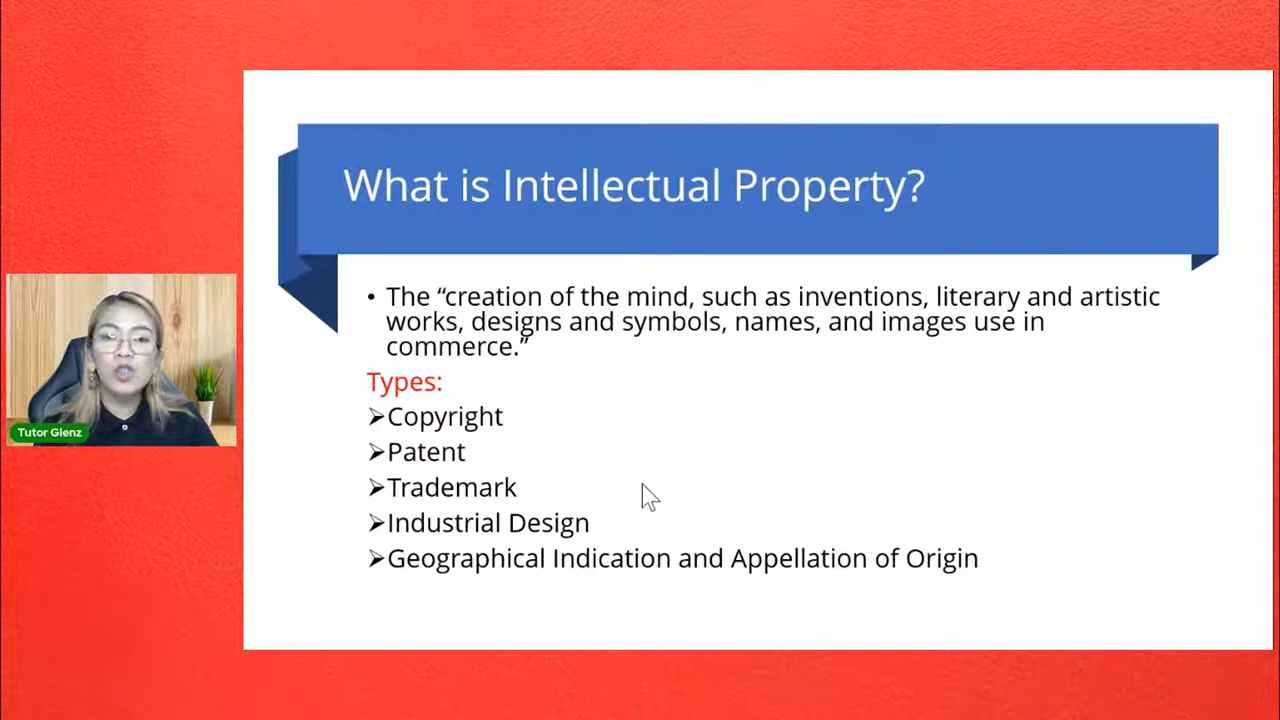 What is Intellectual Property?
• The “creation of the mind, such as inventions, literary and artistic
works, designs and symbols, names, and images use in
commerce.”
Types:
➢Copyright
➢Patent
➢Trademark
➢Industrial Design
➢Geographical Indication and Appellation of Origin
Tutor Glenz